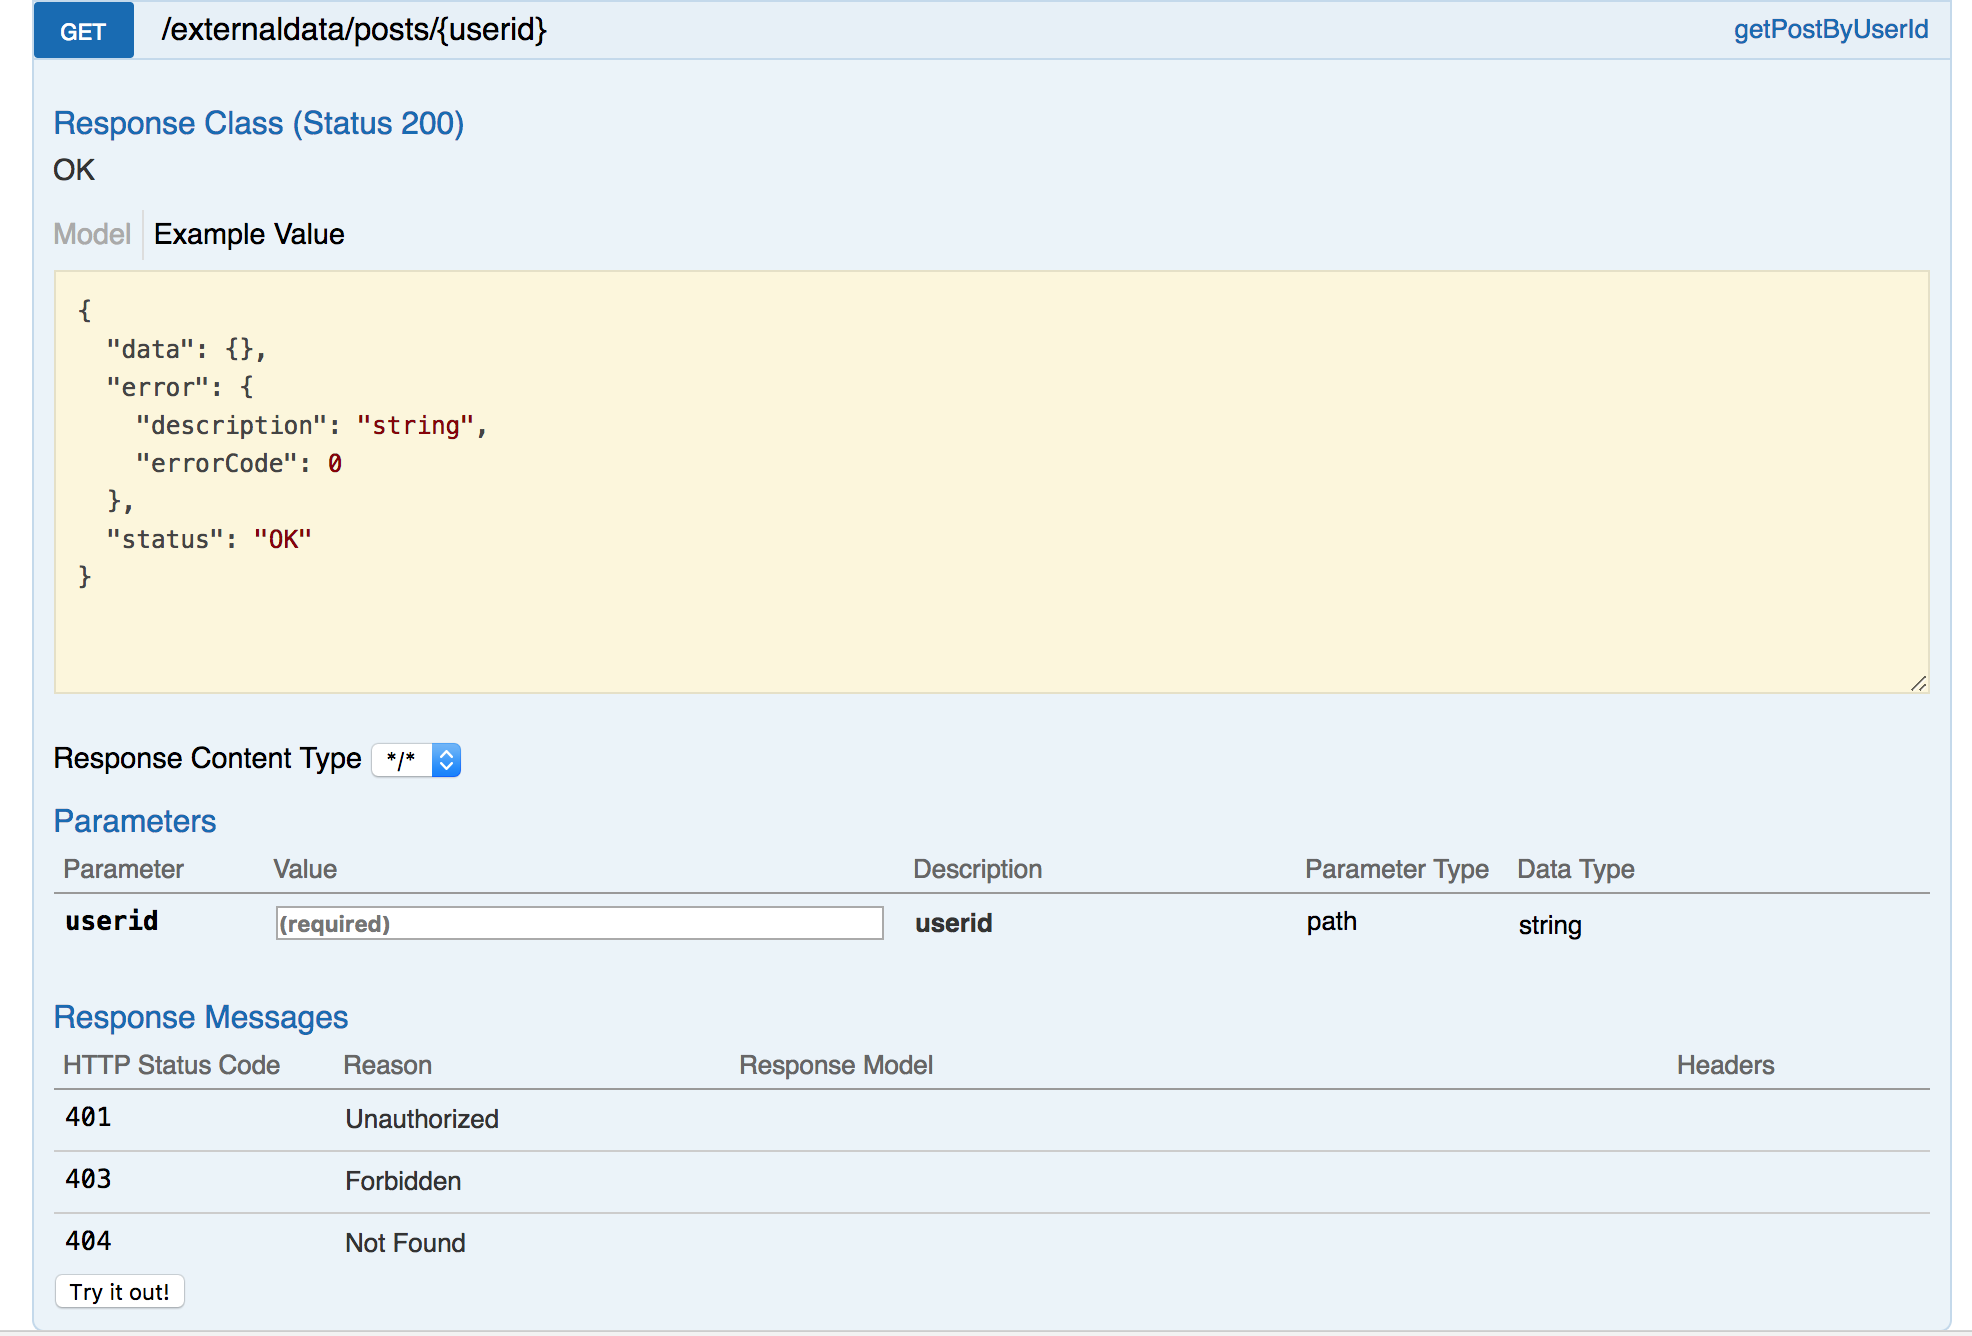 GET /externaldata/posts/{userid} getPostByUserId
Response Class (Status 200)
OK
Model Example Value
{
  "data": {},
  "error": {
    "description": "string",
    "errorCode": 0
  },
  "status": "OK"
}
Response Content Type */*
Parameters
Parameter Value Description Parameter Type Data Type
userid (required) userid path string
Response Messages
HTTP Status Code Reason Response Model Headers
401 Unauthorized
403 Forbidden
404 Not Found
Try it out!